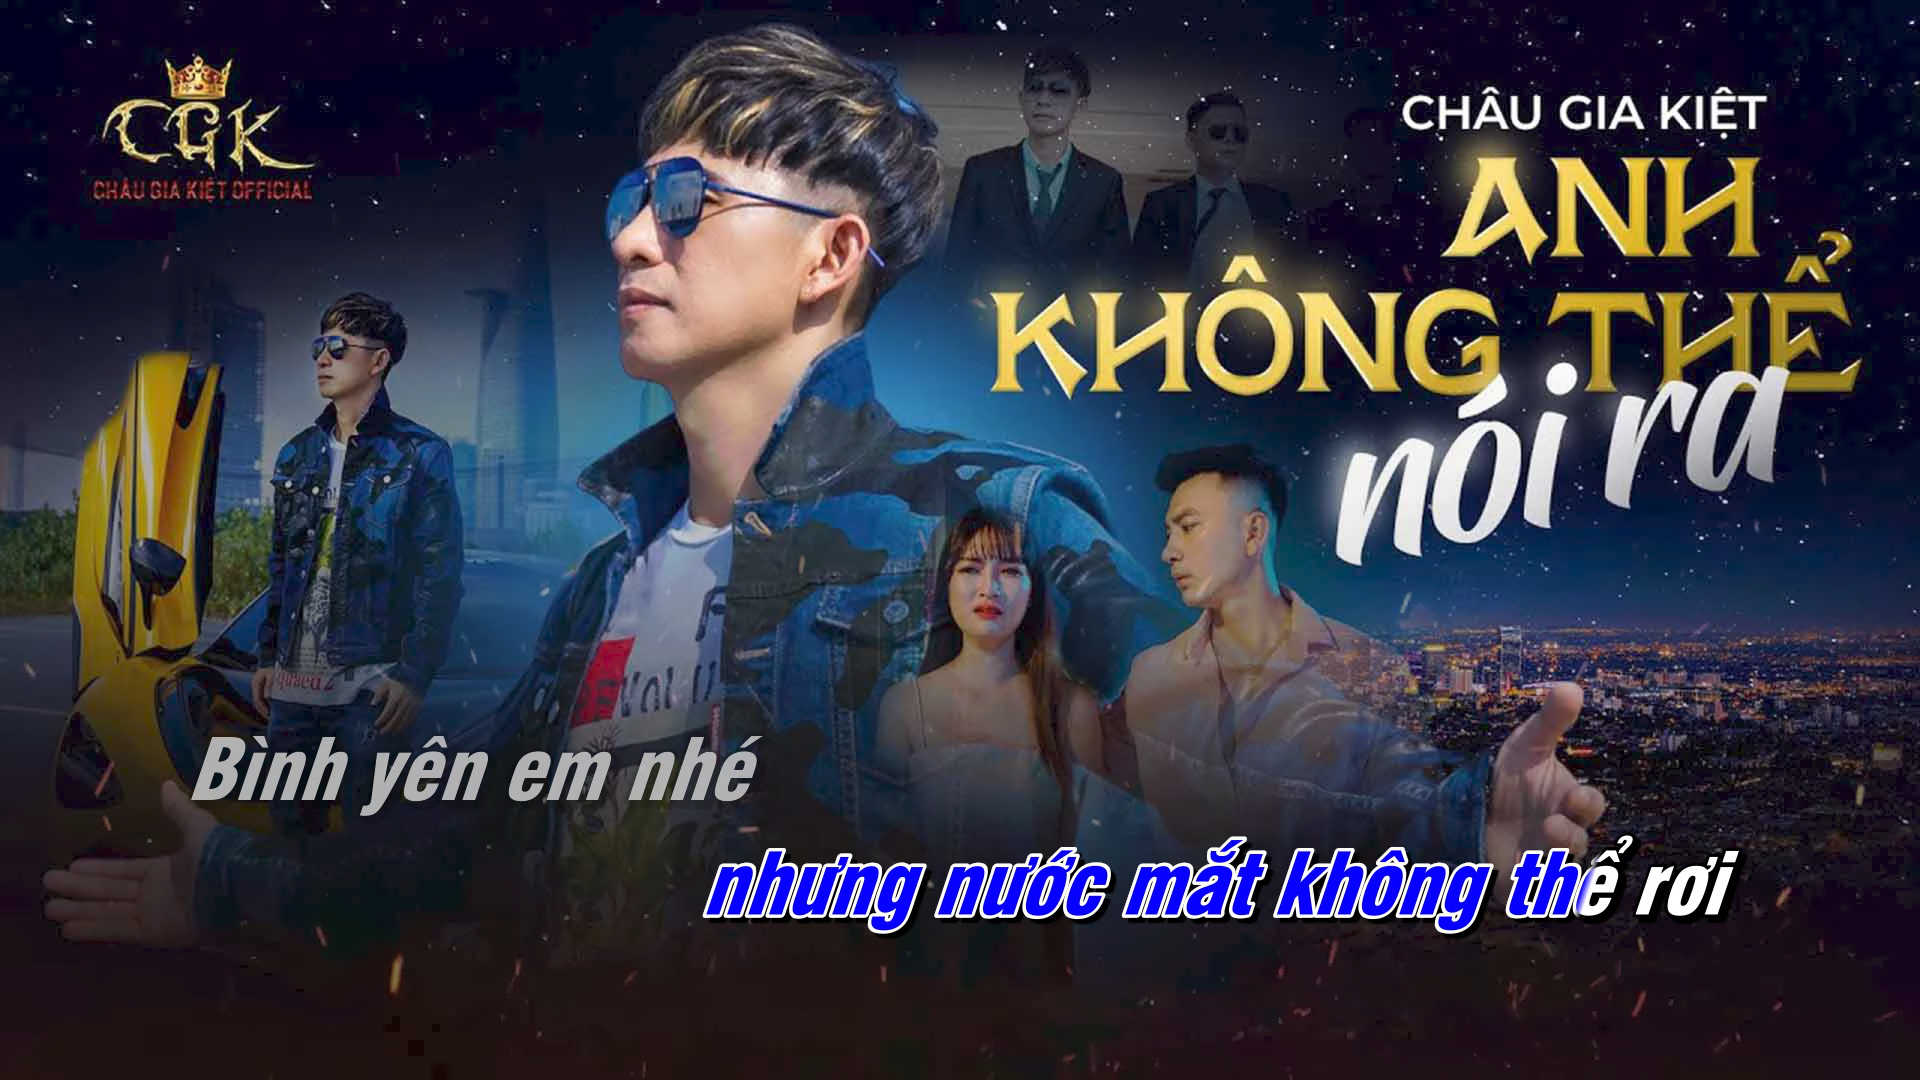 CGK
CHÂU GIA KIỆT OFFICIAL
CHÂU GIA KIỆT
ANH
KHÔNG THỂ
nói ra
Bình yên em nhé
nhưng nước mắt không thể rơi